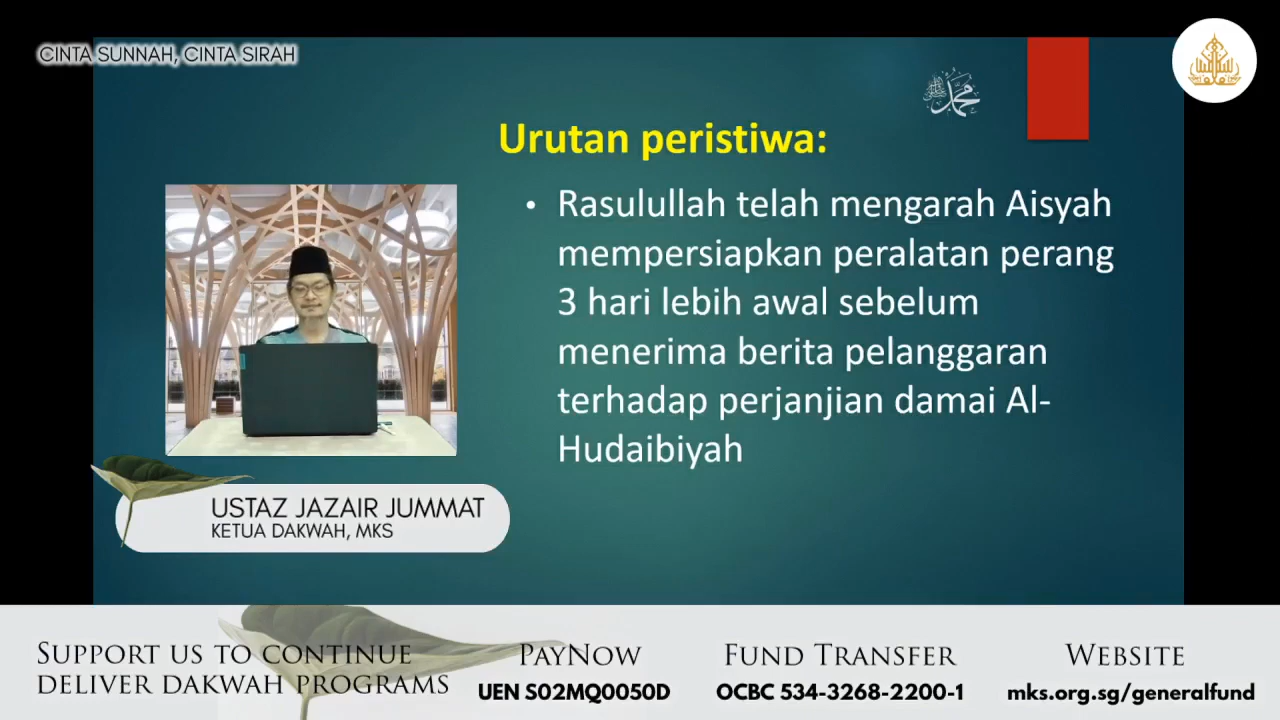 CINTA SUNNAH, CINTA SIRAH
محمد
Urutan peristiwa:
• Rasulullah telah mengarah Aisyah
mempersiapkan peralatan perang
3 hari lebih awal sebelum
menerima berita pelanggaran
terhadap perjanjian damai Al-
Hudaibiyah
USTAZ JAZAIR JUMMAT
KETUA DAKWAH, MKS
SUPPORT US TO CONTINUE
DELIVER DAKWAH PROGRAMS
PAYNOW
UEN S02MQ0050D
FUND TRANSFER
OCBC 534-3268-2200-1
WEBSITE
mks.org.sg/generalfund